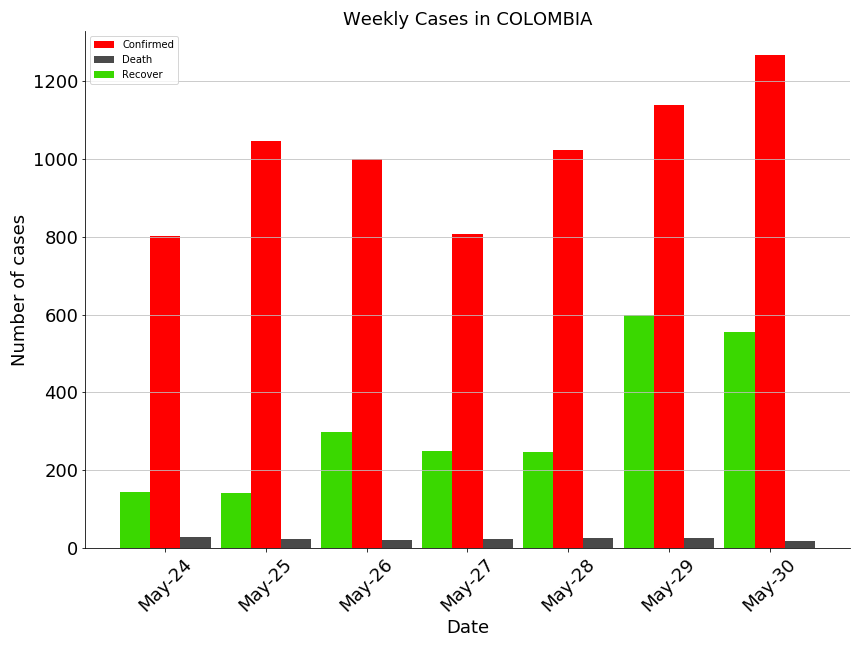 Weekly Cases in COLOMBIA
Confirmed
Death
Recover
Number of cases
1200
1000
800
600
400
200
0
May-24
May-25
May-26
May-27
May-28
May-29
May-30
Date